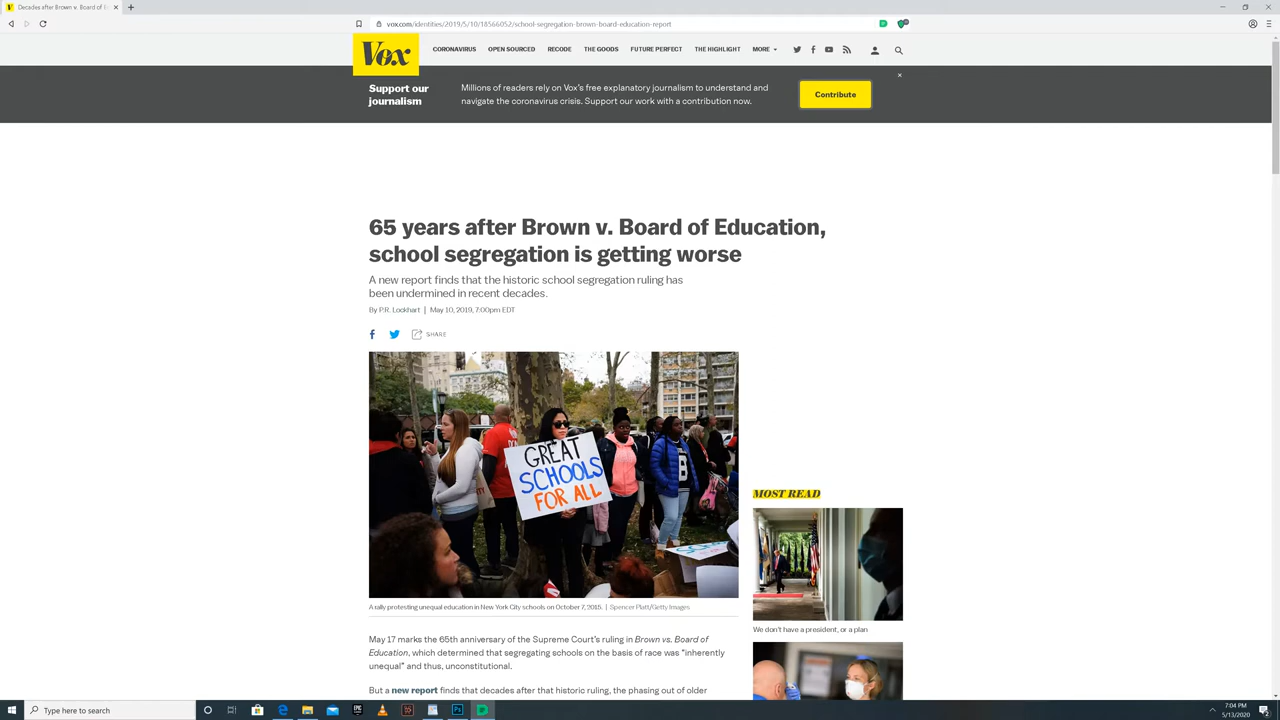 Decades after Brown v. Board of E
vox.com/identities/2019/5/10/18566052/school-segregation-brown-board-education-report
Vox
CORONAVIRUS OPEN SOURCED RECODE THE GOODS FUTURE PERFECT THE HIGHLIGHT MORE
Support our
journalism
Millions of readers rely on Vox's free explanatory journalism to understand and
navigate the coronavirus crisis. Support our work with a contribution now.
Contribute
65 years after Brown v. Board of Education,
school segregation is getting worse
A new report finds that the historic school segregation ruling has
been undermined in recent decades.
By P.R. Lockhart | May 10, 2019, 7:00pm EDT
SHARE
GREAT
SCHOOLS
FOR ALL
A rally protesting unequal education in New York City schools on October 7, 2015. | Spencer Platt/Getty Images
MOST READ
We don't have a president, or a plan
May 17 marks the 65th anniversary of the Supreme Court's ruling in Brown vs. Board of
Education, which determined that segregating schools on the basis of race was “inherently
unequal” and thus, unconstitutional.
But a new report finds that decades after that historic ruling, the phasing out of older
Type here to search
7:04 PM
5/13/2020